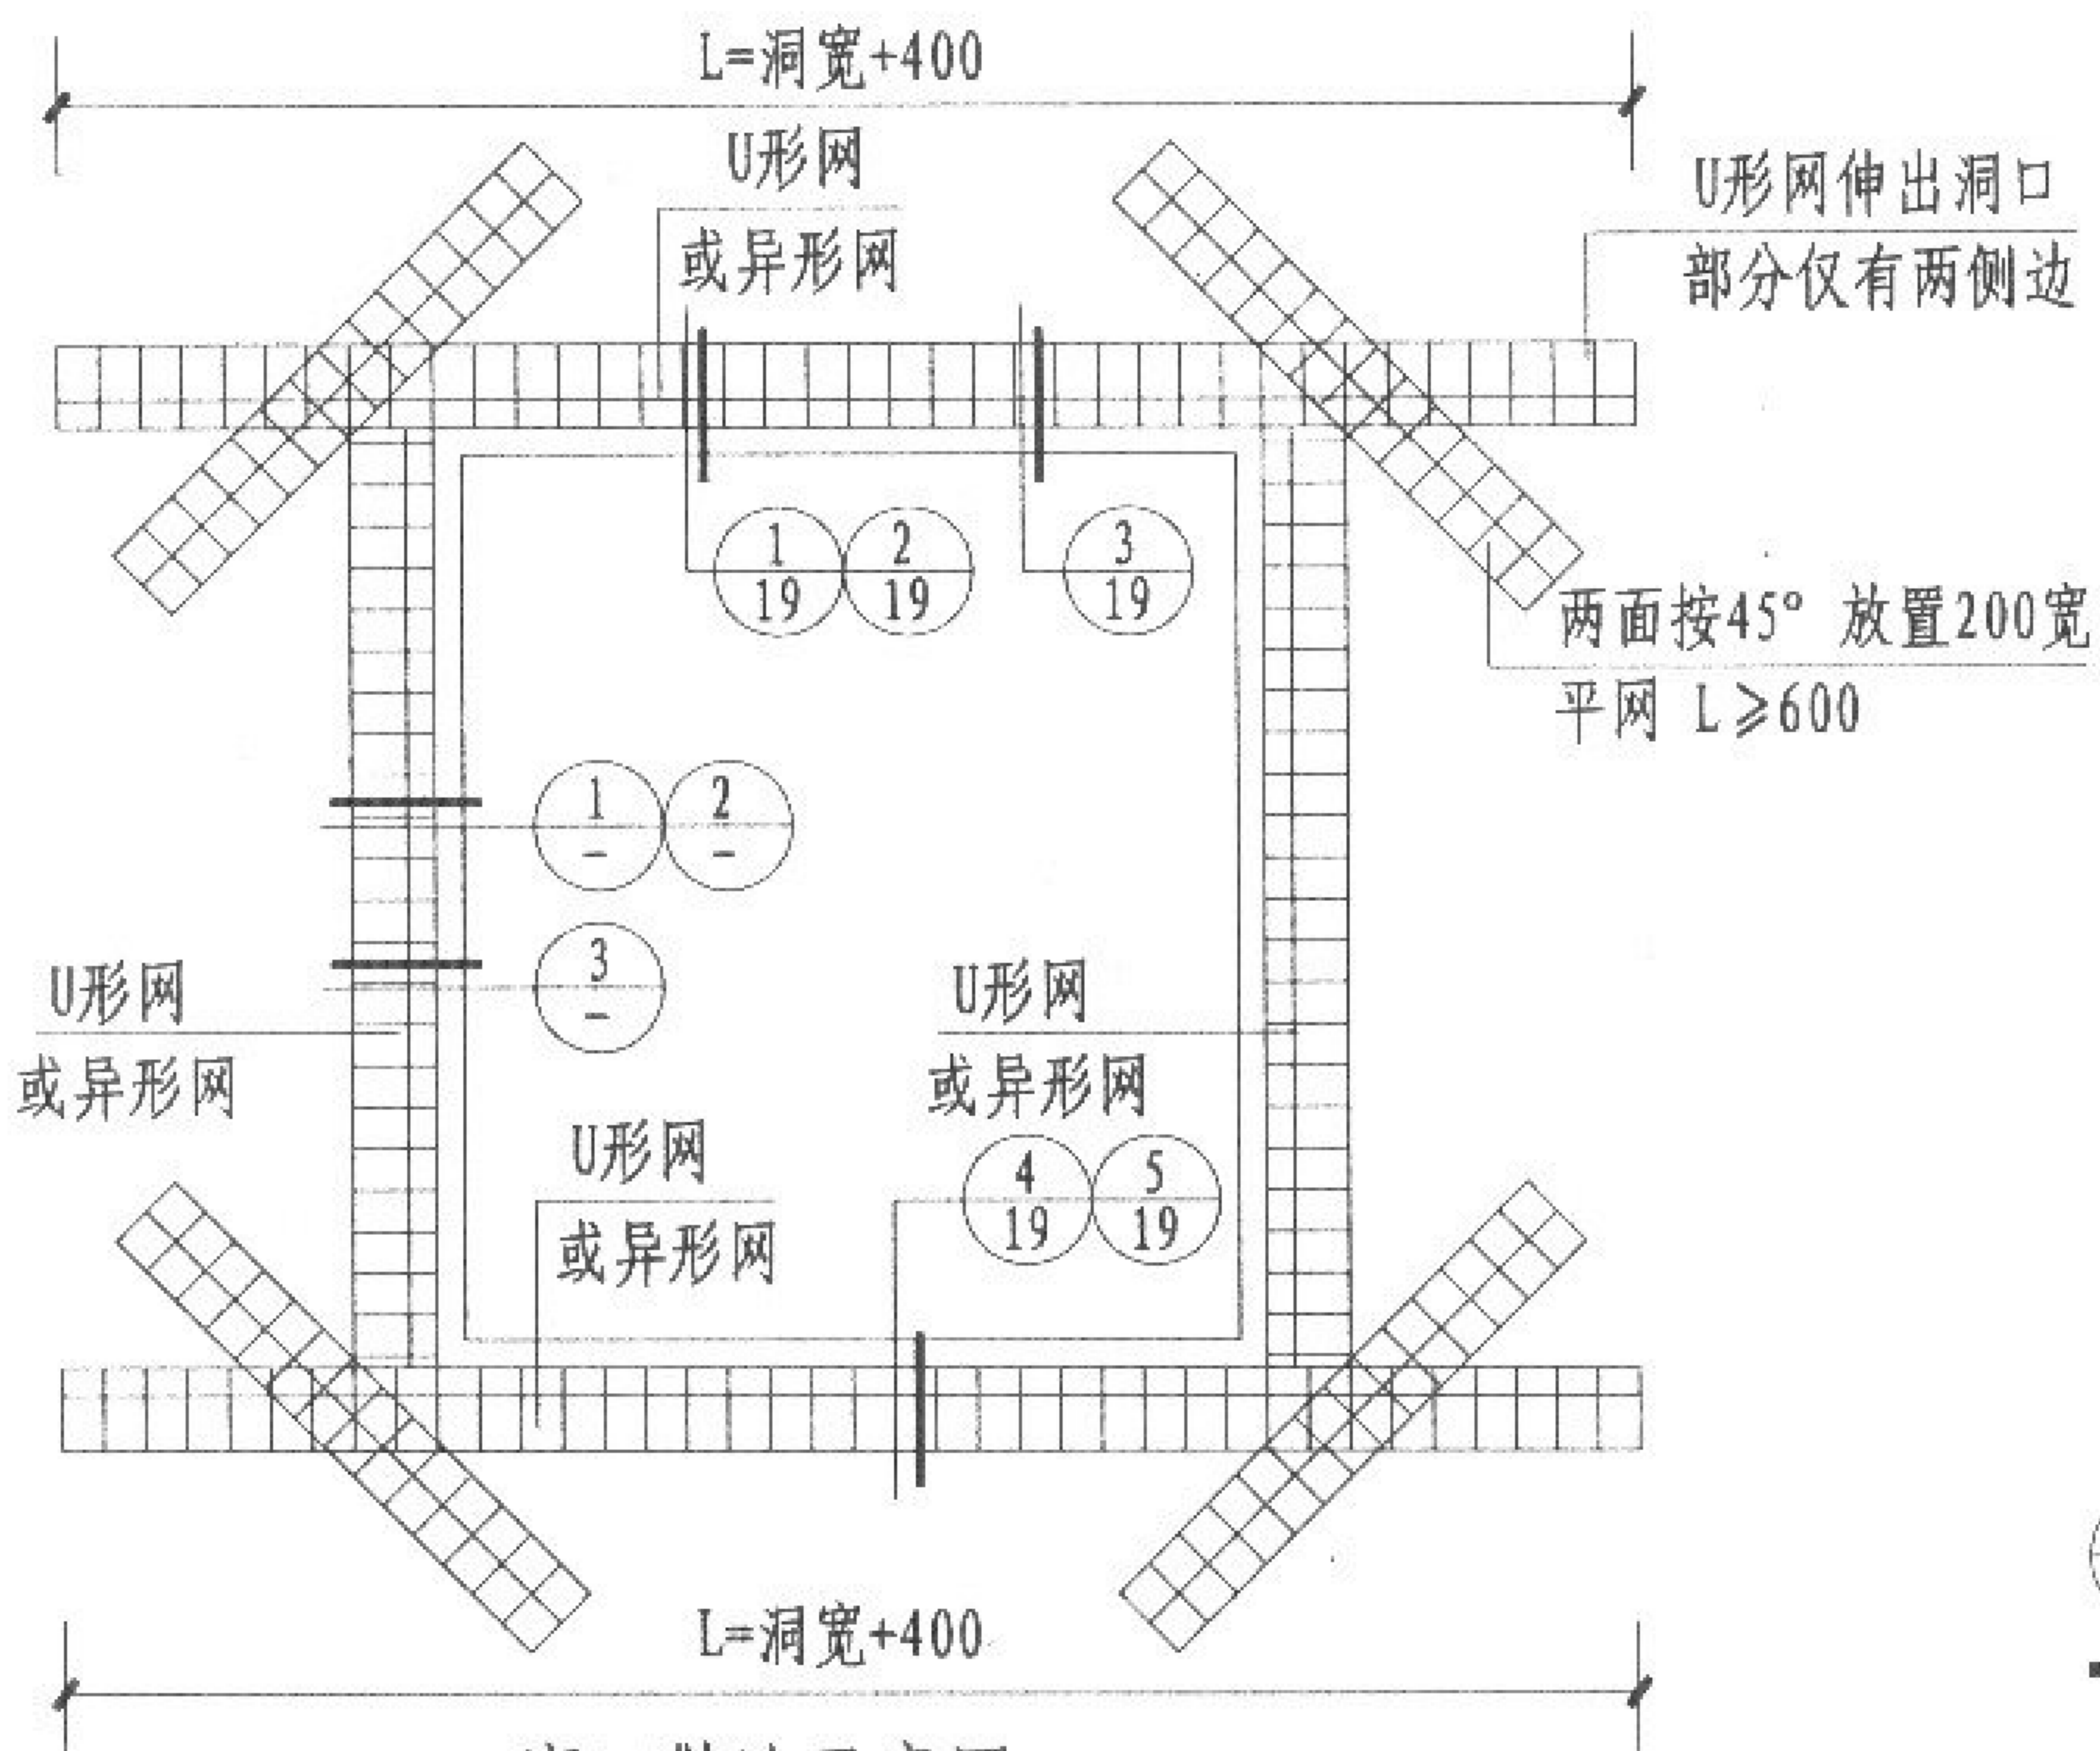 L=洞宽+400
U形网
或异形网
U形网伸出洞口
部分仅有两侧边
1
19
2
19
3
19
两面按45° 放置200宽
平网 L≥600
1
–
2
–
3
–
U形网
或异形网
U形网
或异形网
U形网
或异形网
4
19
5
19
L=洞宽+400